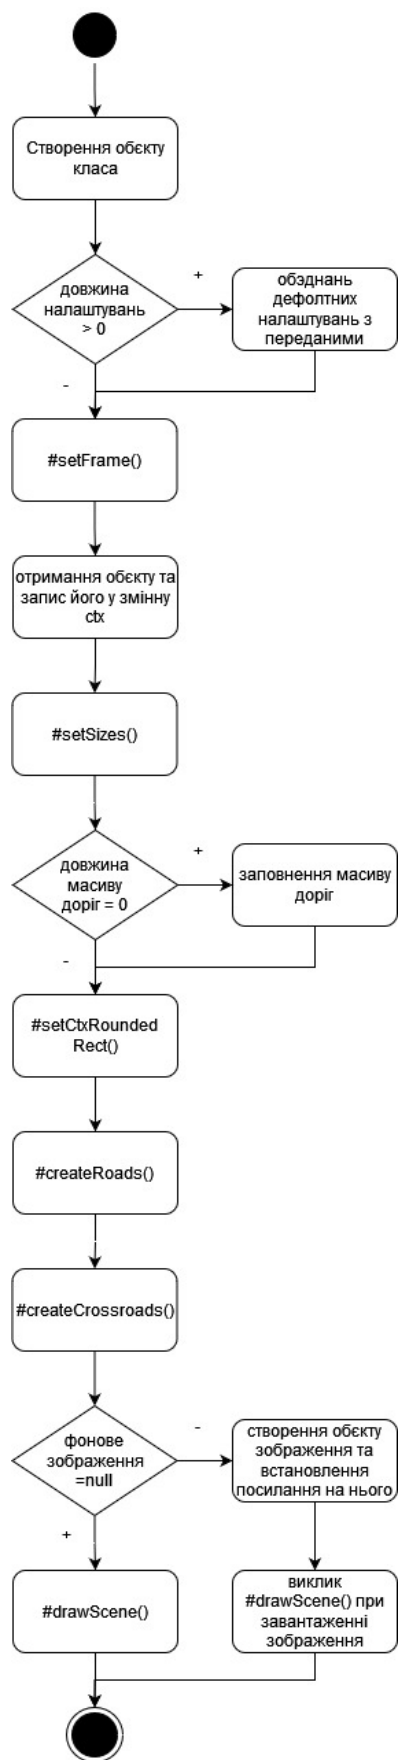 Створення обєкту
класа
довжина
налаштувань
> 0
+
обэднань
дефолтних
налаштувань з
переданими
-
#setFrame()
отримання обєкту та
запис його у змінну
ctx
#setSizes()
довжина
масиву
доріг = 0
+
заповнення масиву
доріг
-
#setCtxRounded
Rect()
#createRoads()
#createCrossroads()
фонове
зображення
=null
-
створення обєкту
зображення та
встановлення
посилання на нього
+
#drawScene()
виклик
#drawScene() при
завантаженні
зображення